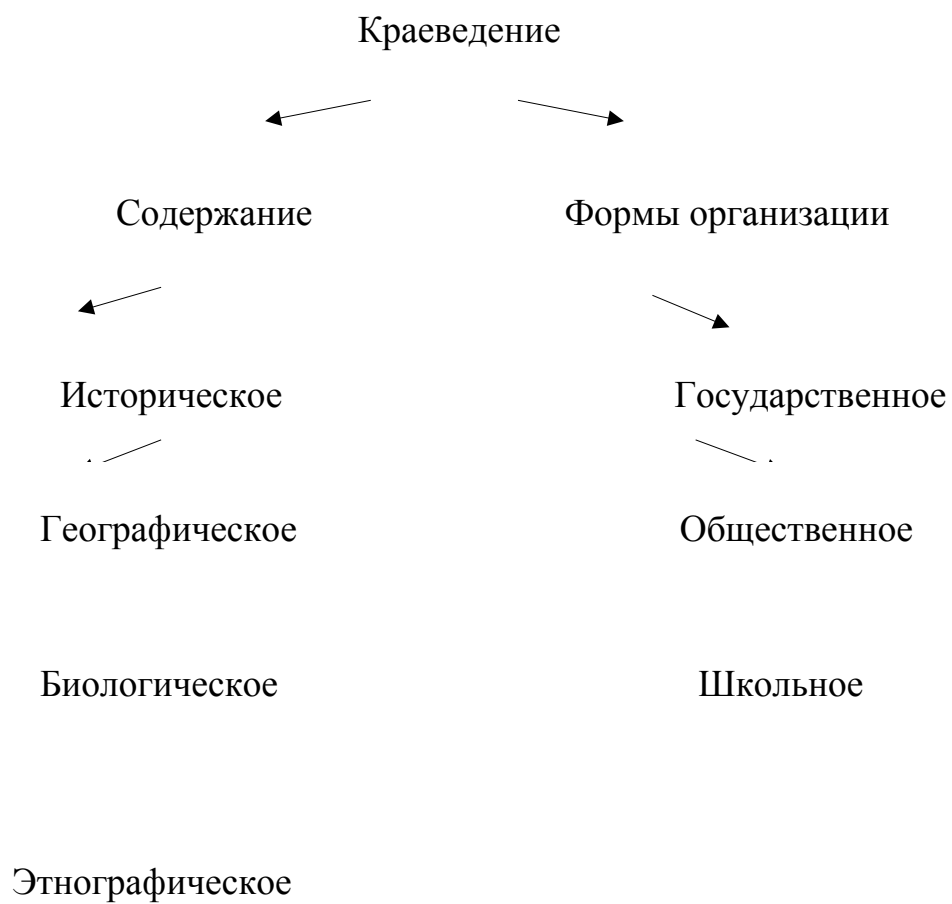 Краеведение
Содержание Формы организации
Историческое Государственное
Географическое Общественное
Биологическое Школьное
Этнографическое